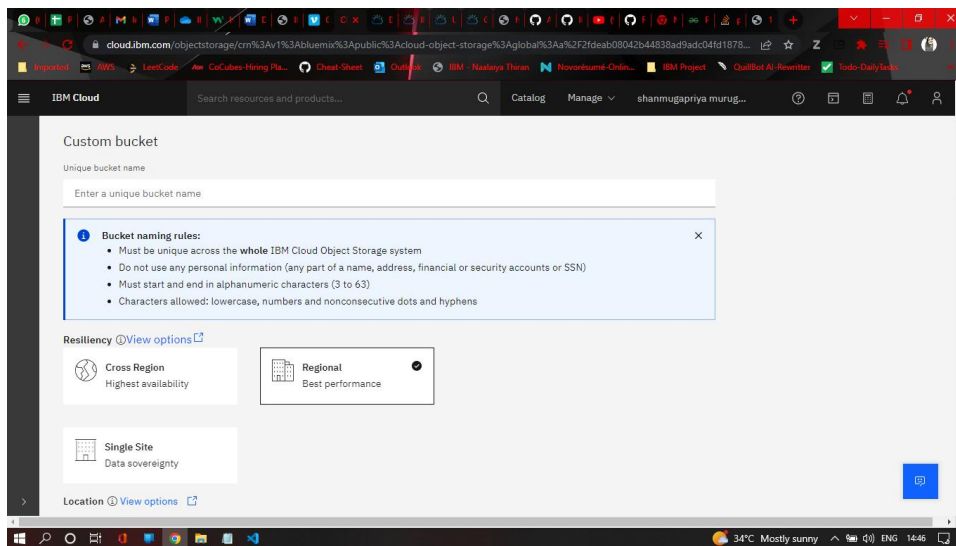 cloud.ibm.com/objectstorage/crn%3Av1%3Abluemix%3Apublic%3Acloud-object-storage%3Aglobal%3Aa%2F2fdeab08042b44838ad9adc04fd1878...
Imported AWS LeetCode CoCubes-Hiring Pla... Cheat-Sheet Outlook IBM - Naalaiya Thiran Novorésumé-Onlin... IBM Project QuillBot AI-Rewritter Todo-DailyTasks
IBM Cloud Search resources and products... Catalog Manage shanmugapriya murug...
Custom bucket
Unique bucket name
Enter a unique bucket name
Bucket naming rules:
• Must be unique across the whole IBM Cloud Object Storage system
• Do not use any personal information (any part of a name, address, financial or security accounts or SSN)
• Must start and end in alphanumeric characters (3 to 63)
• Characters allowed: lowercase, numbers and nonconsecutive dots and hyphens
Resiliency View options
Cross Region
Highest availability
Regional
Best performance
Single Site
Data sovereignty
Location View options
34°C Mostly sunny ENG 14:46